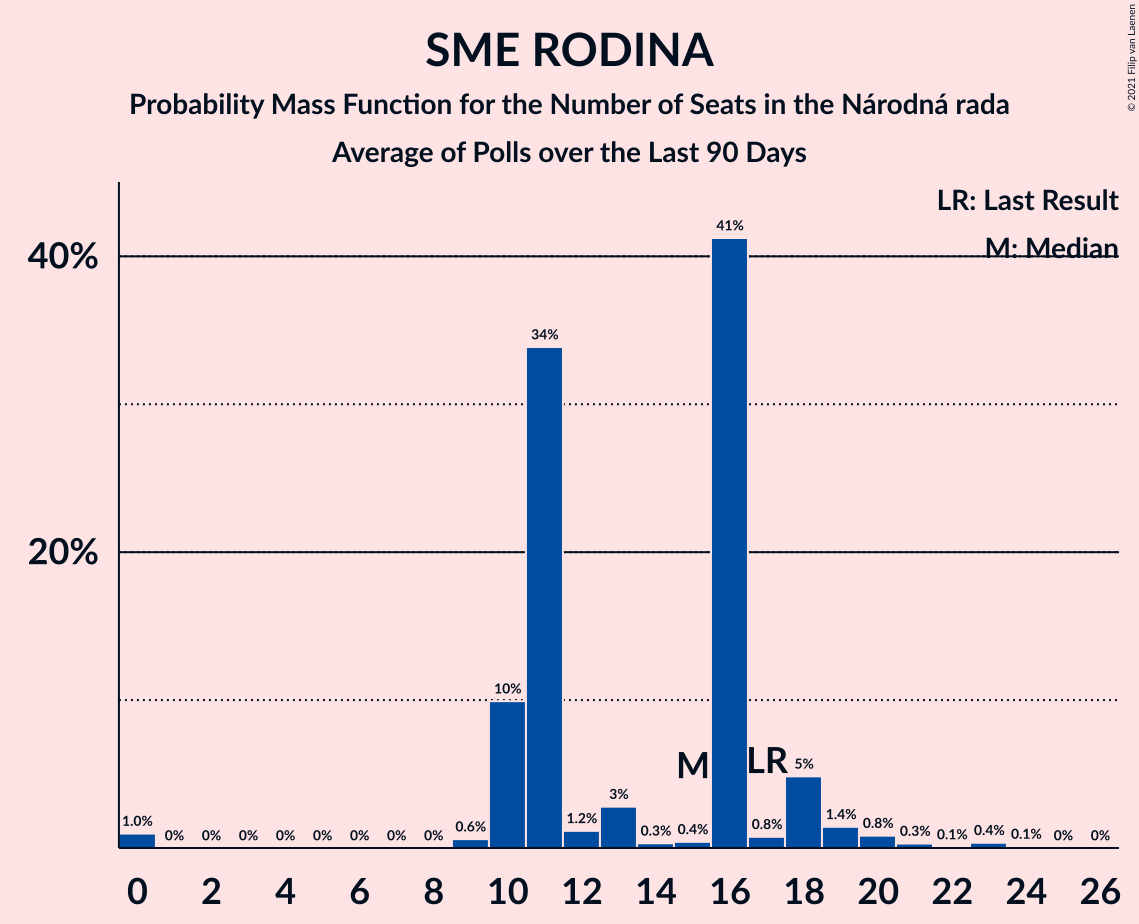 SME RODINA
Probability Mass Function for the Number of Seats in the Národná rada
Average of Polls over the Last 90 Days
© 2021 Filip van Laenen
LR: Last Result
M: Median
40%
20%
1.0% 0% 0% 0% 0% 0% 0% 0% 0% 0.6% 10% 34% 1.2% 3% 0.3% 0.4% 41% 0.8% 5% 1.4% 0.8% 0.3% 0.1% 0.4% 0.1% 0% 0%
M LR
0 2 4 6 8 10 12 14 16 18 20 22 24 26